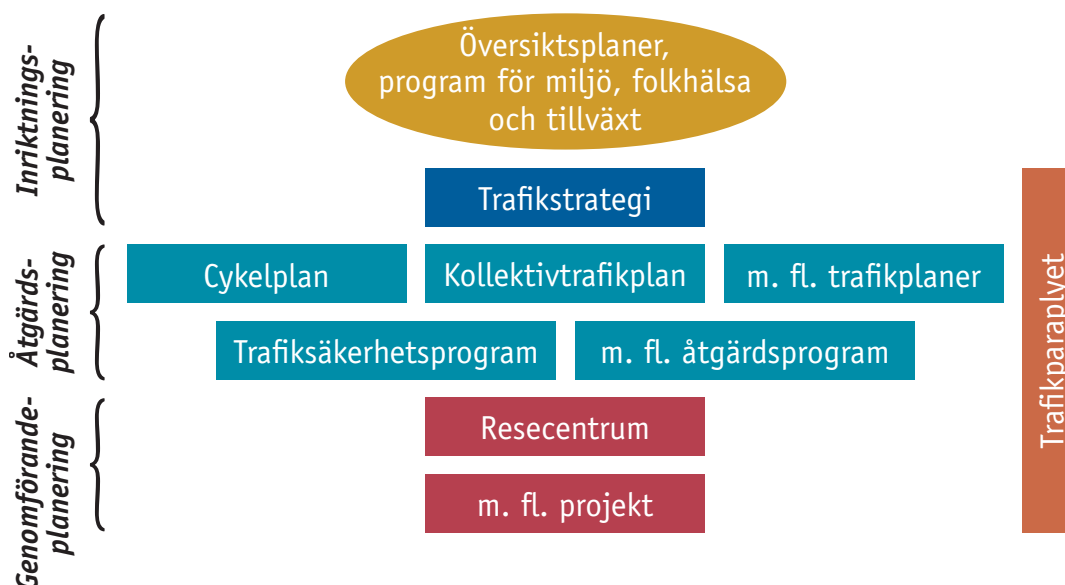 Inriktnings-
planering
Översiktsplaner,
program för miljö, folkhälsa
och tillväxt
Trafikstrategi
Åtgärds-
planering
Cykelplan
Kollektivtrafikplan
m. fl. trafikplaner
Trafiksäkerhetsprogram
m. fl. åtgärdsprogram
Genomförande-
planering
Resecentrum
m. fl. projekt
Trafikparaplyet